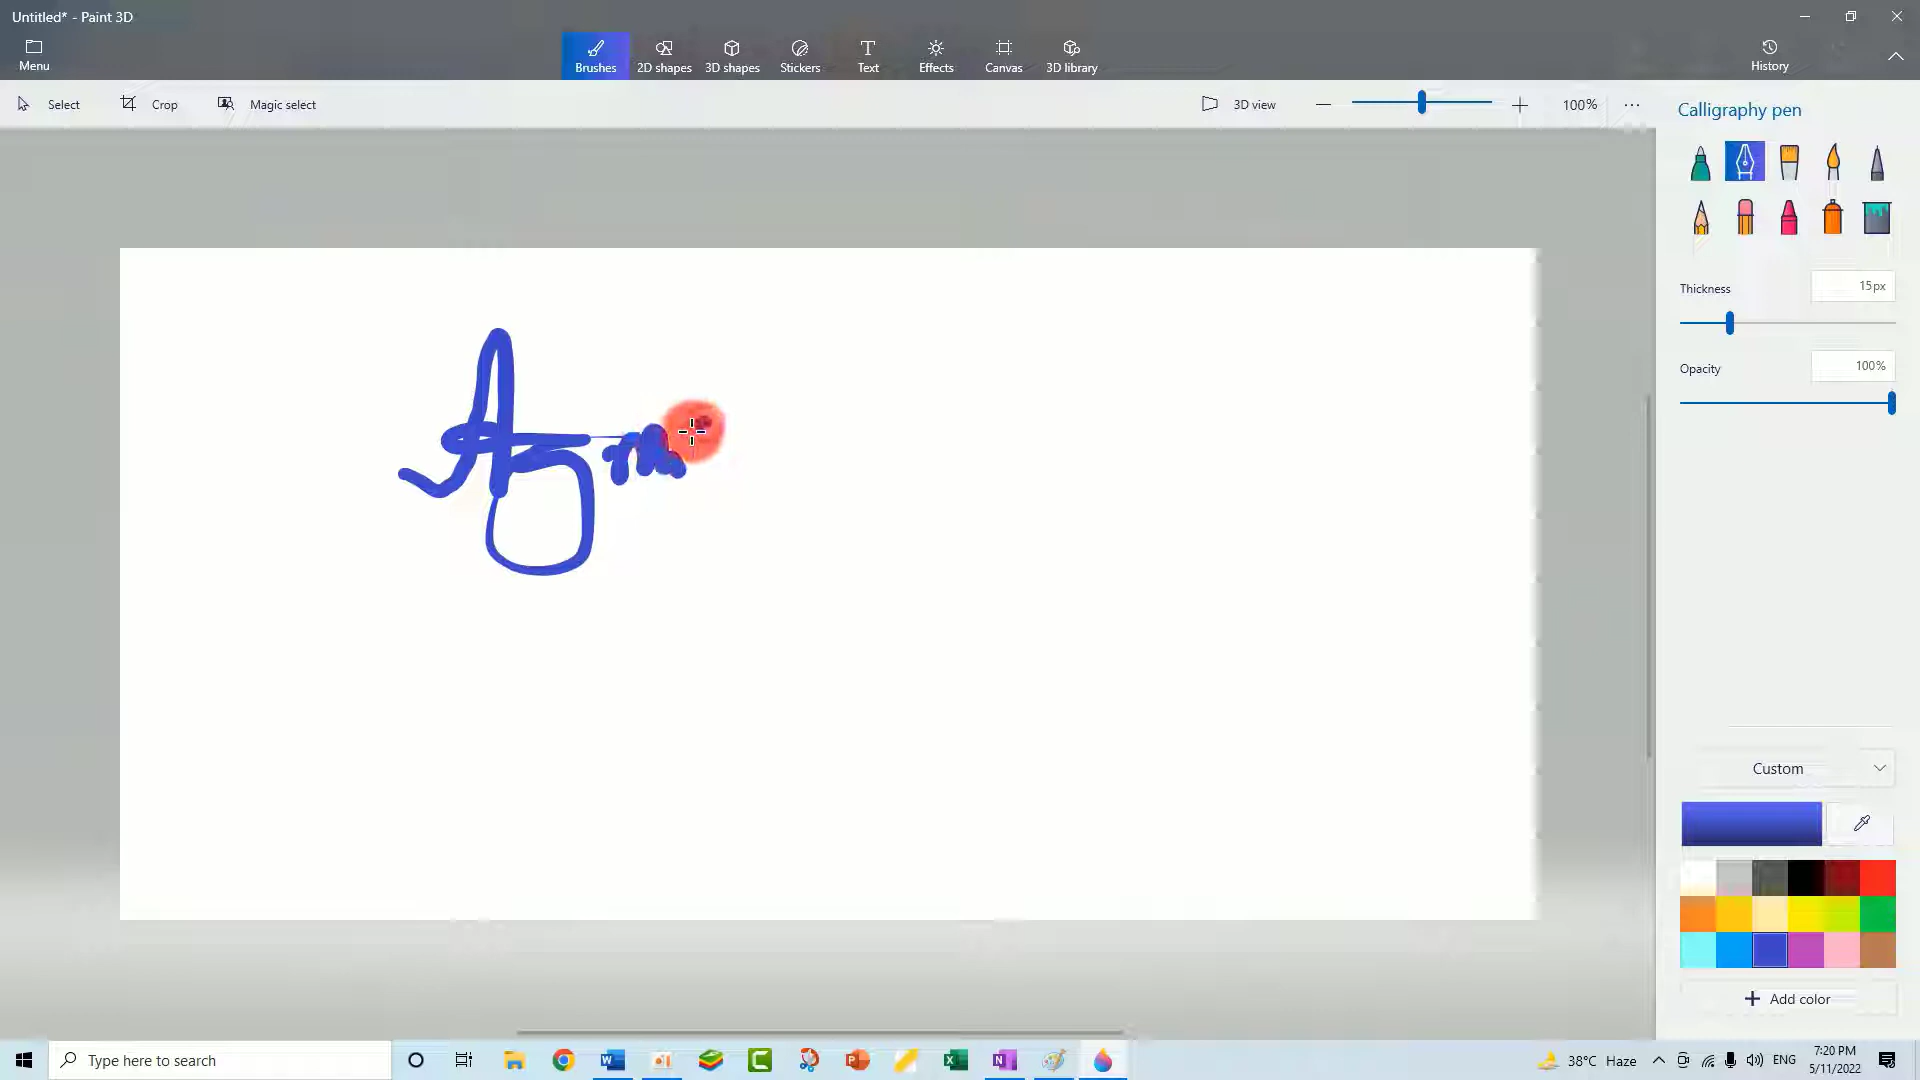 Untitled* - Paint 3D
Menu
Brushes 2D shapes 3D shapes Stickers Text Effects Canvas 3D library History
Select Crop Magic select 3D view 100% ...
Calligraphy pen
Thickness 15px
Opacity 100%
Custom
+ Add color
Type here to search
38°C Haze ENG 7:20 PM
5/11/2022